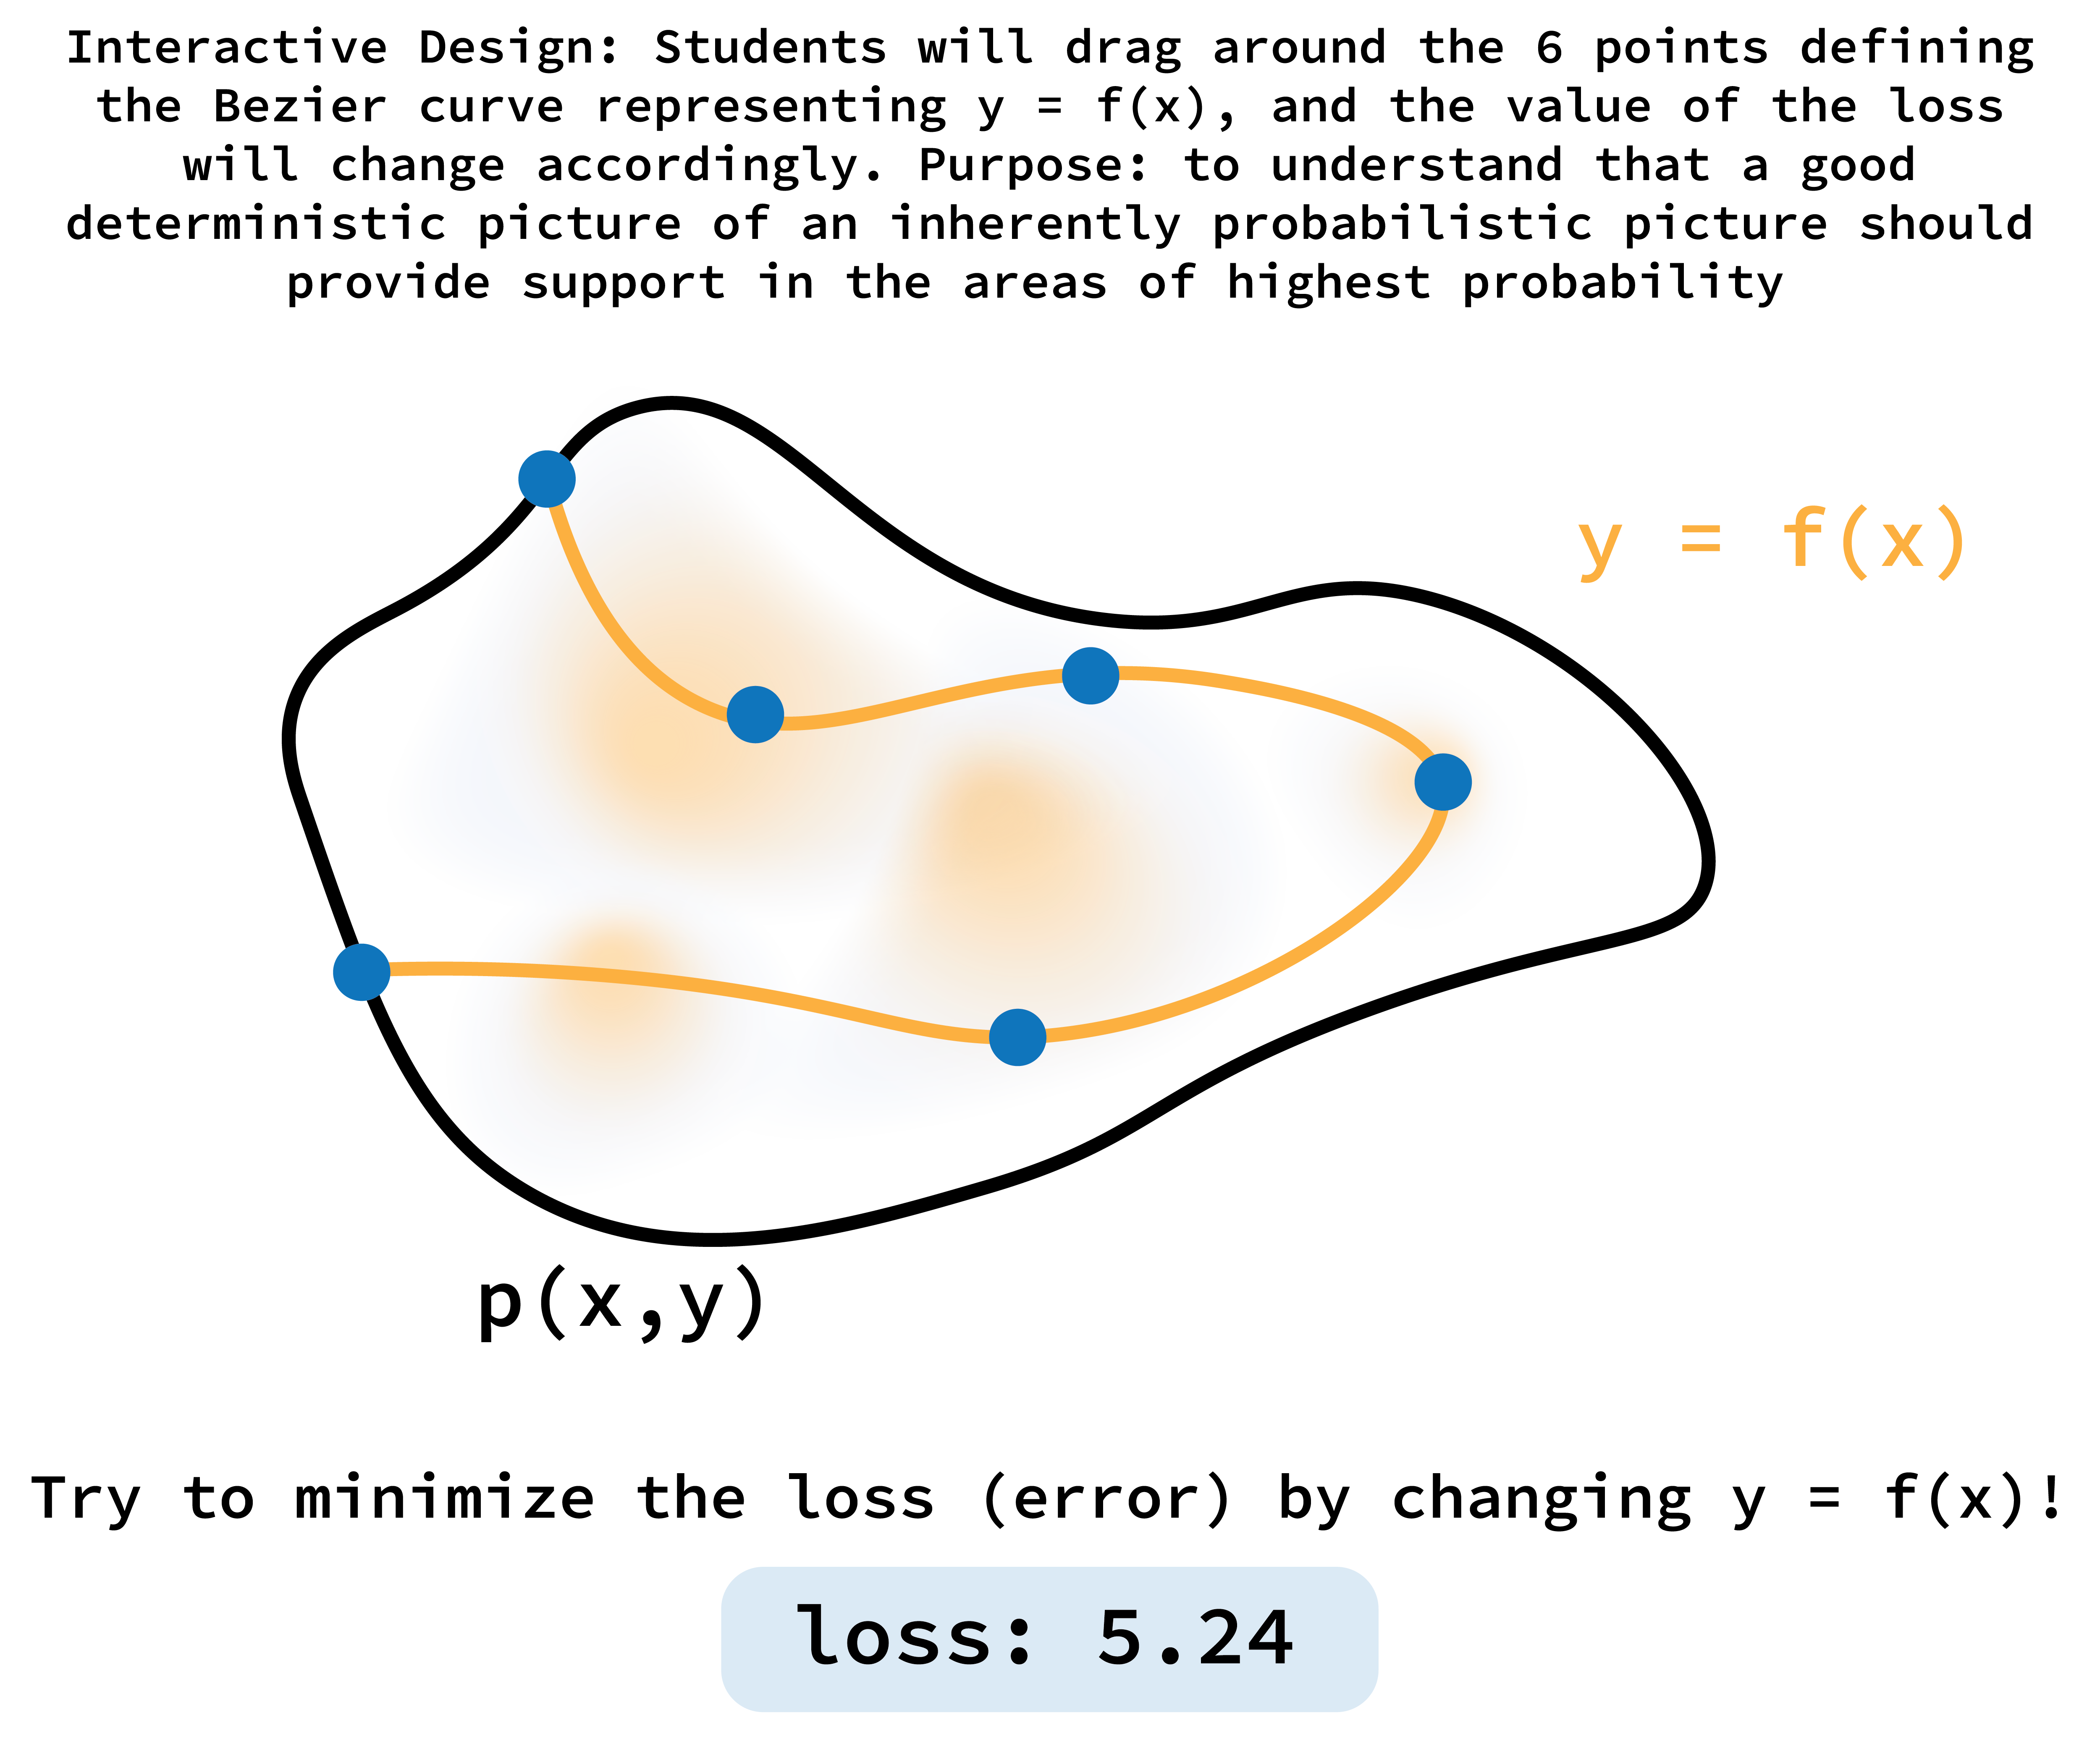 Interactive Design: Students will drag around the 6 points defining
the Bezier curve representing y = f(x), and the value of the loss
will change accordingly. Purpose: to understand that a good
deterministic picture of an inherently probabilistic picture should
provide support in the areas of highest probability
y = f(x)
p(x,y)
Try to minimize the loss (error) by changing y = f(x)!
loss: 5.24